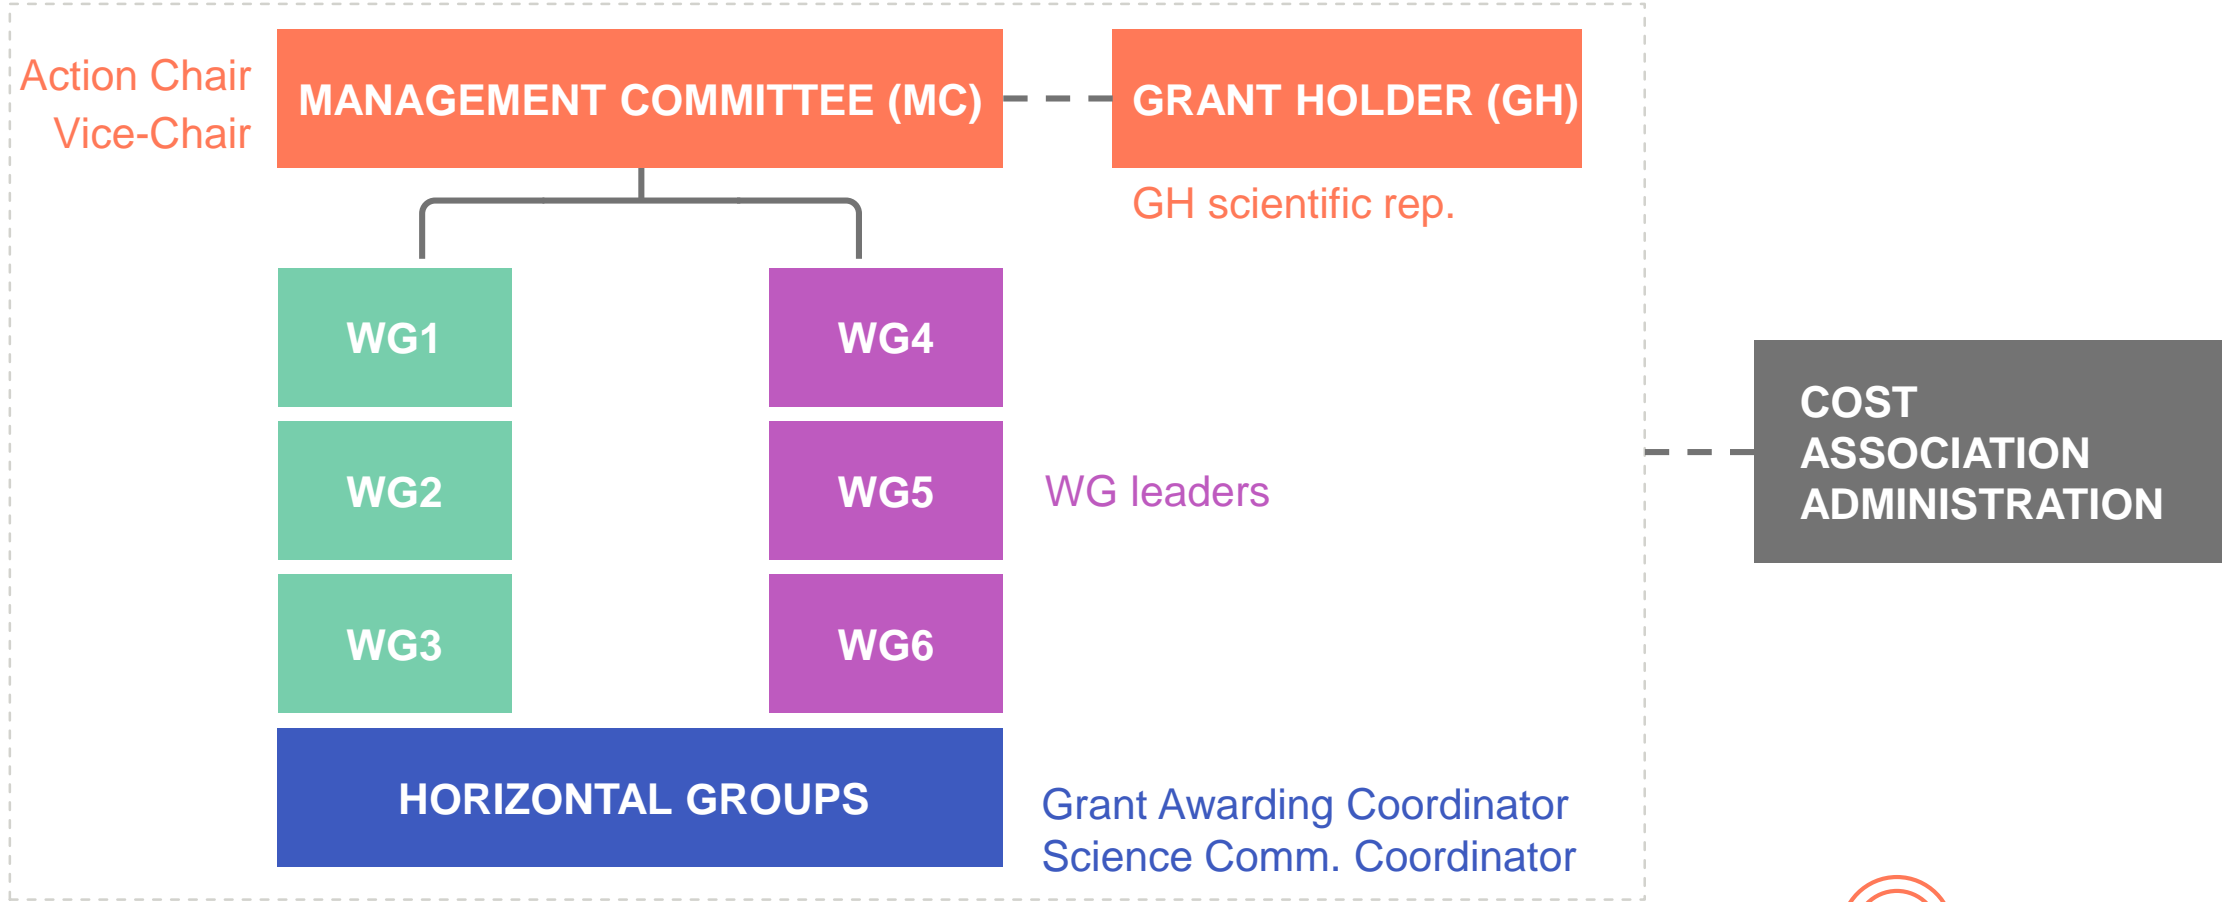 Action Chair
Vice-Chair
MANAGEMENT COMMITTEE (MC)
GRANT HOLDER (GH)
GH scientific rep.
WG1
WG4
WG2
WG5
WG leaders
WG3
WG6
HORIZONTAL GROUPS
Grant Awarding Coordinator
Science Comm. Coordinator
COST
ASSOCIATION
ADMINISTRATION